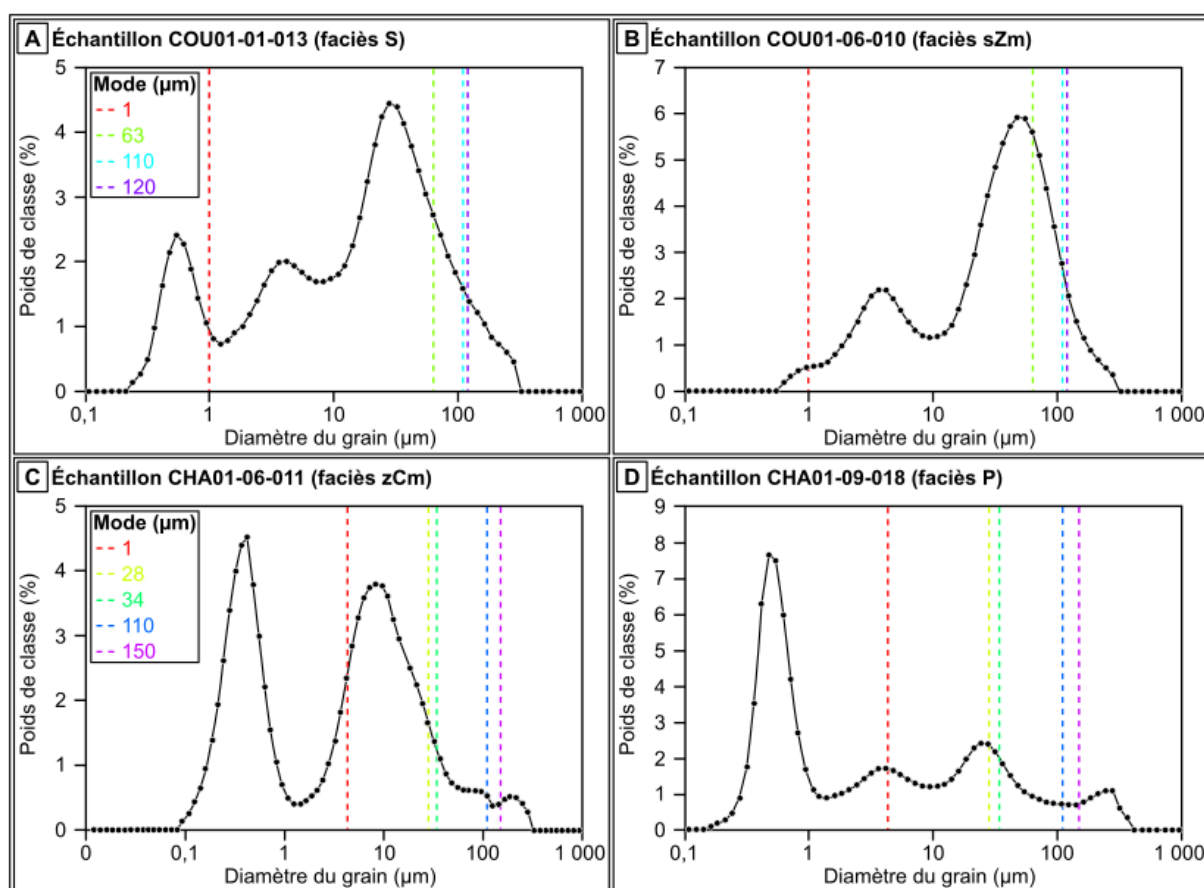 A Échantillon COU01-01-013 (faciès S)
Poids de classe (%)
5
4
3
2
1
0
Mode (µm)
1
63
110
120
0,1 1 10 100 1 000
Diamètre du grain (µm)
B Échantillon COU01-06-010 (faciès sZm)
Poids de classe (%)
7
6
5
4
3
2
1
0
0,1 1 10 100 1 000
Diamètre du grain (µm)
C Échantillon CHA01-06-011 (faciès zCm)
Poids de classe (%)
5
4
3
2
1
0
Mode (µm)
1
28
34
110
150
0 0,1 1 10 100 1 000
Diamètre du grain (µm)
D Échantillon CHA01-09-018 (faciès P)
Poids de classe (%)
9
8
7
6
5
4
3
2
1
0
0,1 1 10 100 1 000
Diamètre du grain (µm)